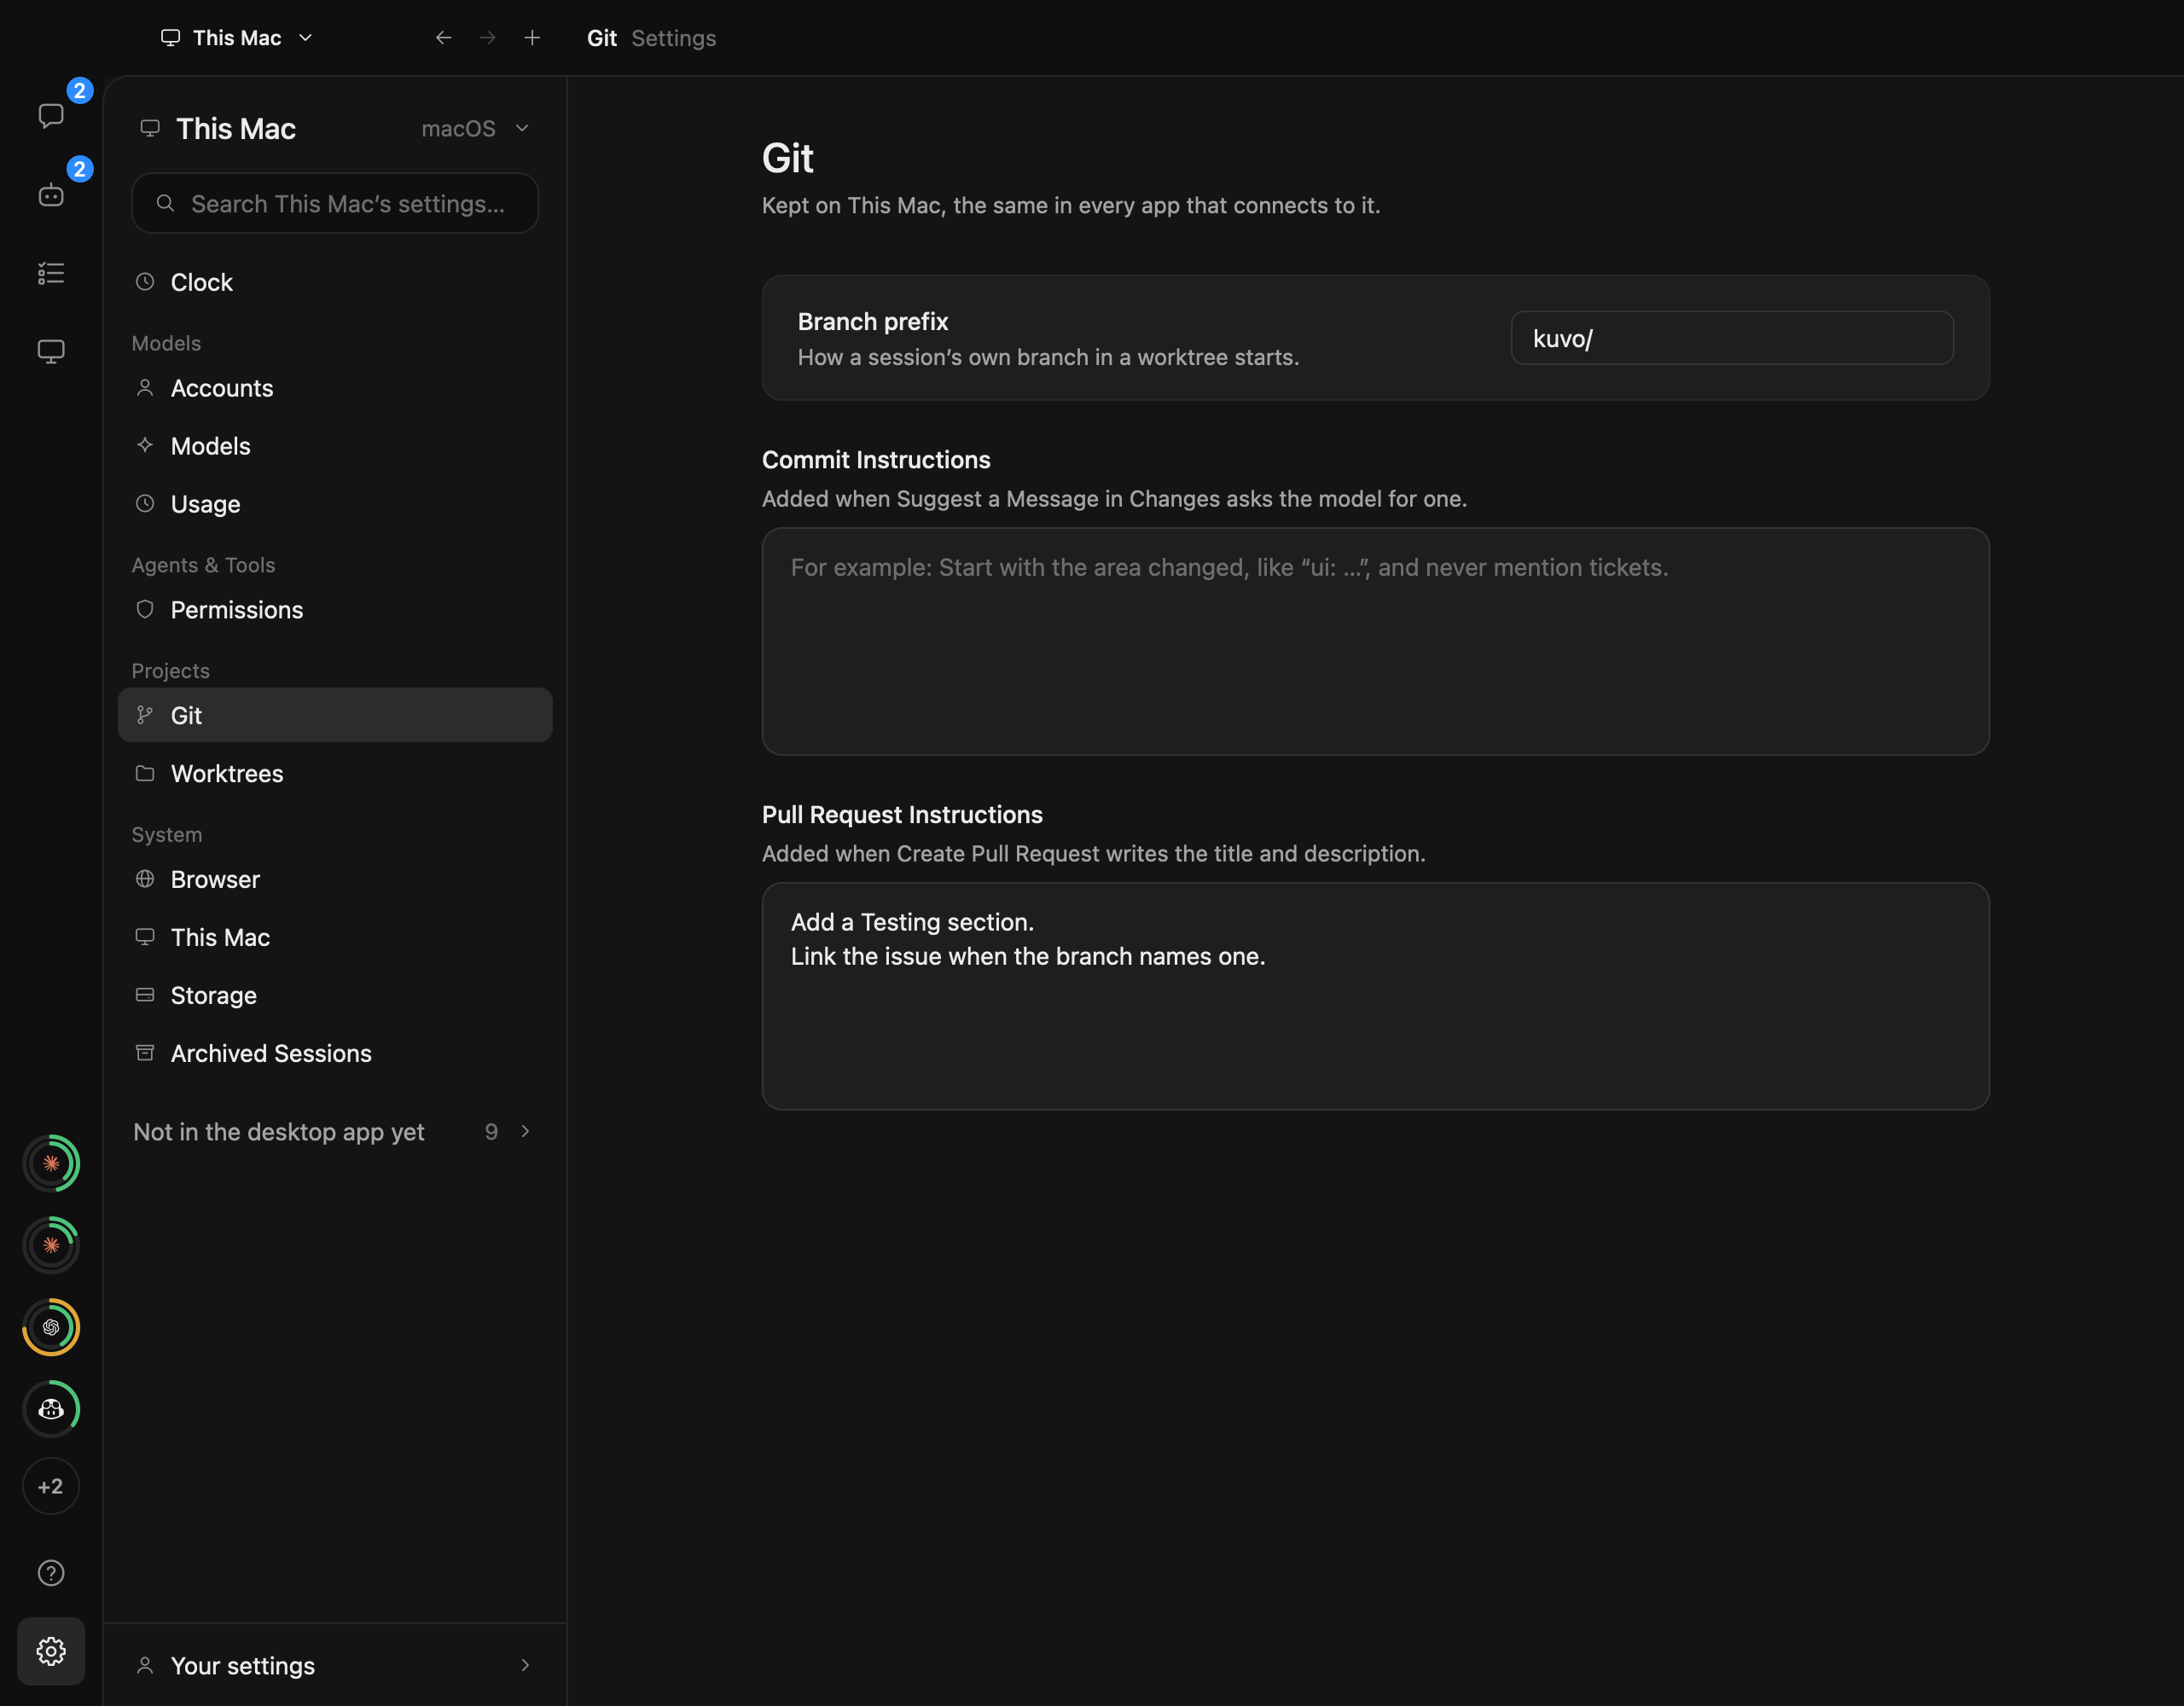 This Mac
Git Settings
2
2
This Mac macOS
Search This Mac’s settings...
Clock
Models
Accounts
Models
Usage
Agents & Tools
Permissions
Projects
Git
Worktrees
System
Browser
This Mac
Storage
Archived Sessions
Not in the desktop app yet 9
+2
Your settings
Git
Kept on This Mac, the same in every app that connects to it.
Branch prefix
How a session’s own branch in a worktree starts.
kuvo/
Commit Instructions
Added when Suggest a Message in Changes asks the model for one.
For example: Start with the area changed, like “ui: ...”, and never mention tickets.
Pull Request Instructions
Added when Create Pull Request writes the title and description.
Add a Testing section.
Link the issue when the branch names one.